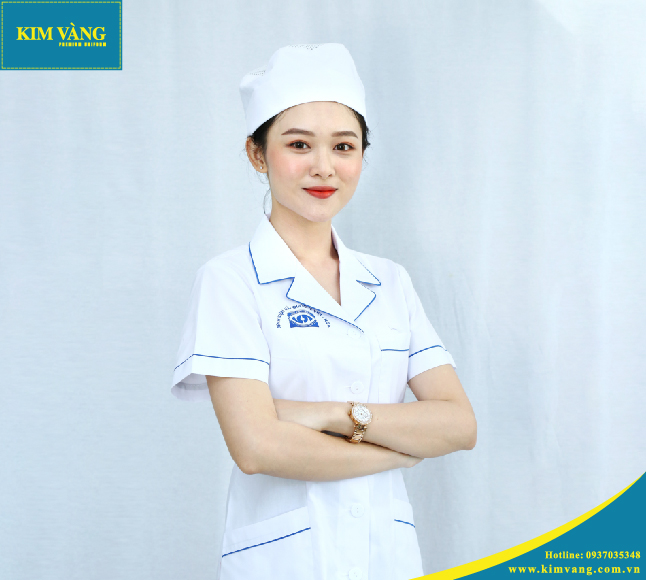 KIM VÀNG
PREMIUM UNIFORM
Hotline: 0937035348
www.kimvang.com.vn